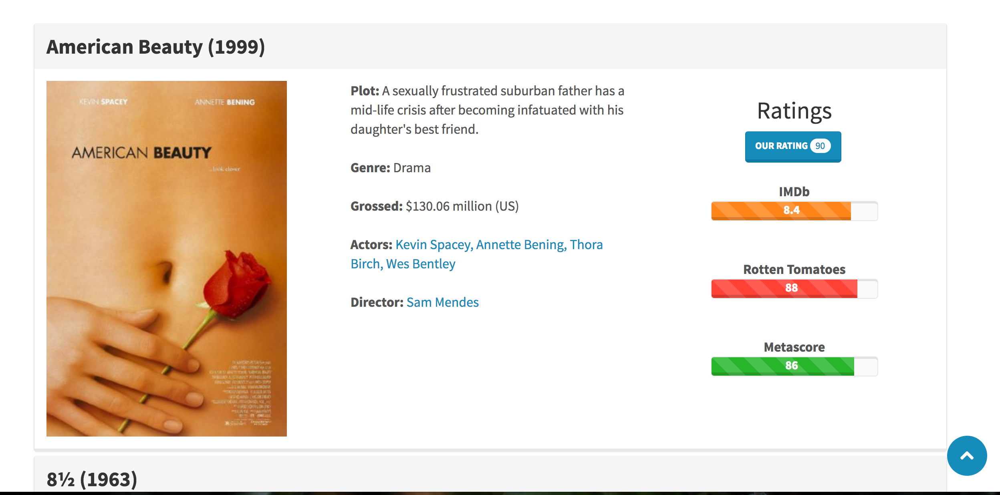 American Beauty (1999)
KEVIN SPACEY
ANNETTE BENING
AMERICAN BEAUTY
...look closer
Plot: A sexually frustrated suburban father has a
mid-life crisis after becoming infatuated with his
daughter's best friend.
Genre: Drama
Grossed: $130.06 million (US)
Actors: Kevin Spacey, Annette Bening, Thora
Birch, Wes Bentley
Director: Sam Mendes
Ratings
OUR RATING 90
IMDb
8.4
Rotten Tomatoes
88
Metascore
86
8½ (1963)